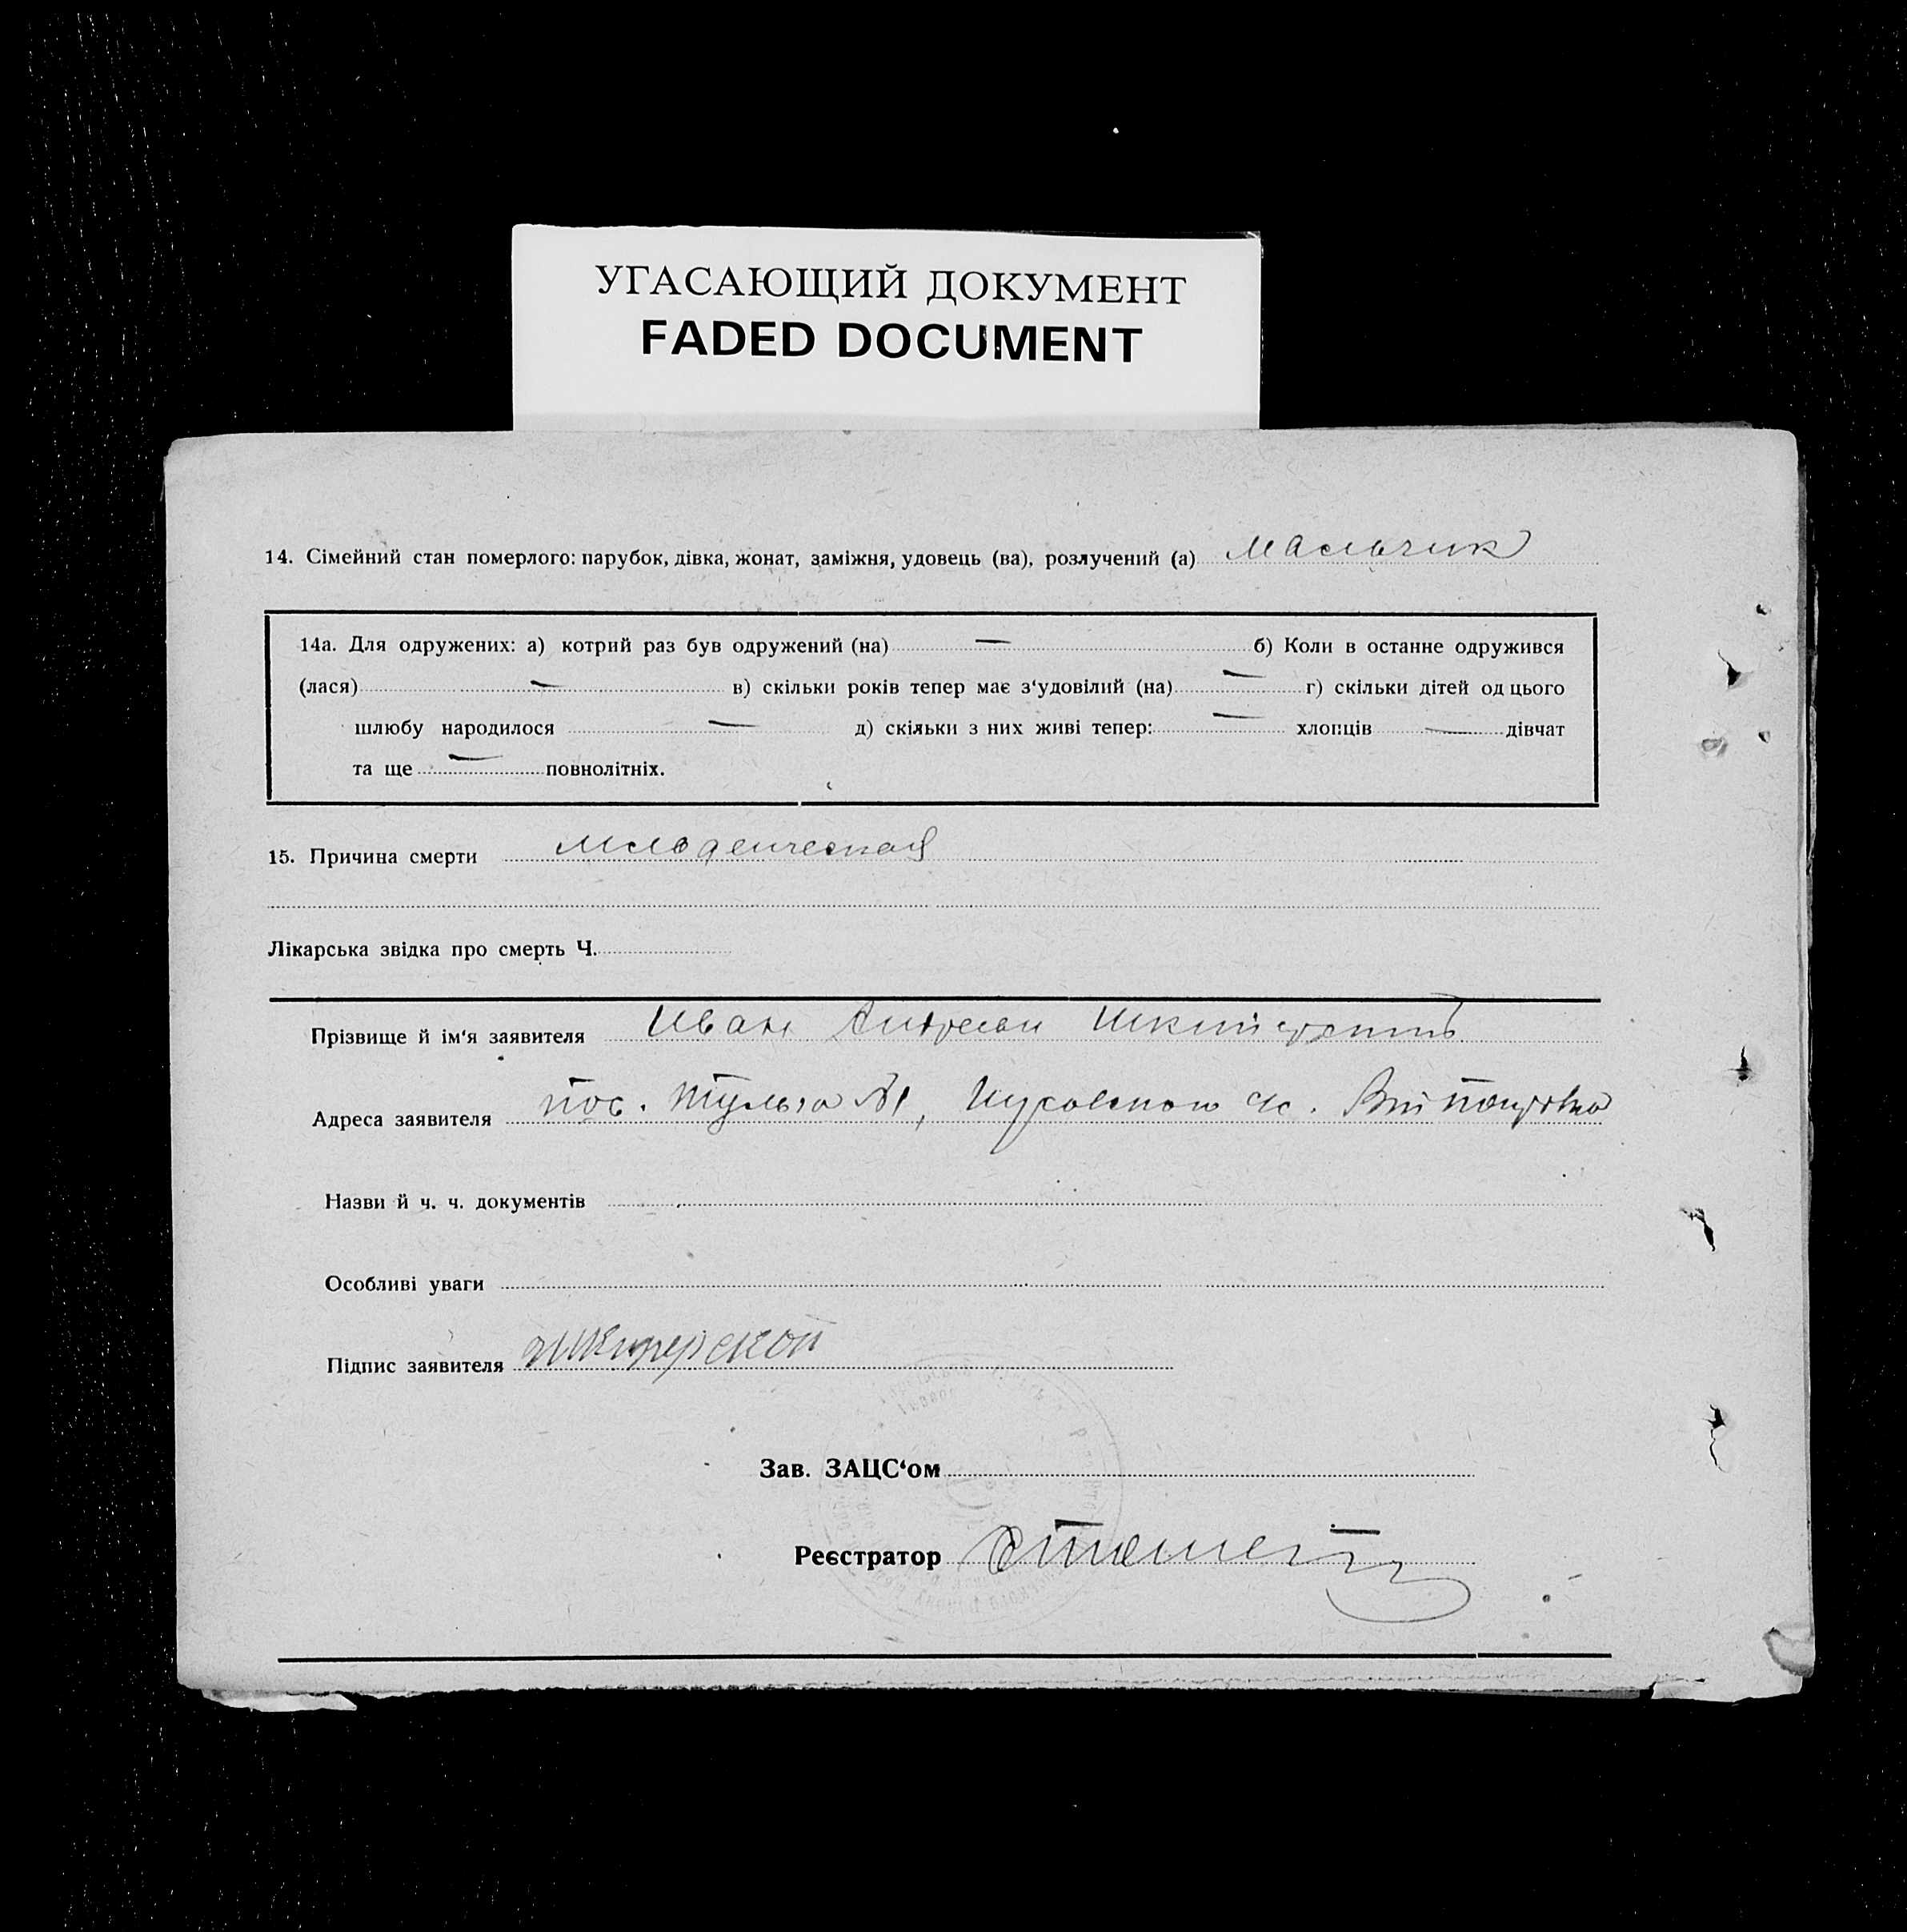 УГАСАЮЩИЙ ДОКУМЕНТ
FADED DOCUMENT
14. Сімейний стан померлого: парубок, дівка, жонат, заміжня, удовець (ва), розлучений (а) мальчик
14а. Для одружених: а) котрий раз був одружений (на) — б) Коли в останне одружився
(лася) — в) скільки років тепер має з‘удовілий (на) — г) скільки дітей од цього
шлюбу народилося — д) скільки з них живі тепер: — хлопців — дівчат
та ще — повнолітніх.
15. Причина смерти младенческая
Лікарська звідка про смерть Ч.
Прізвище й ім‘я заявителя Иван
Адреса заявителя пос.
Назви й ч. ч. документів
Особливі уваги
Підпис заявителя
Зав. ЗАЦС‘ом
Реєстратор